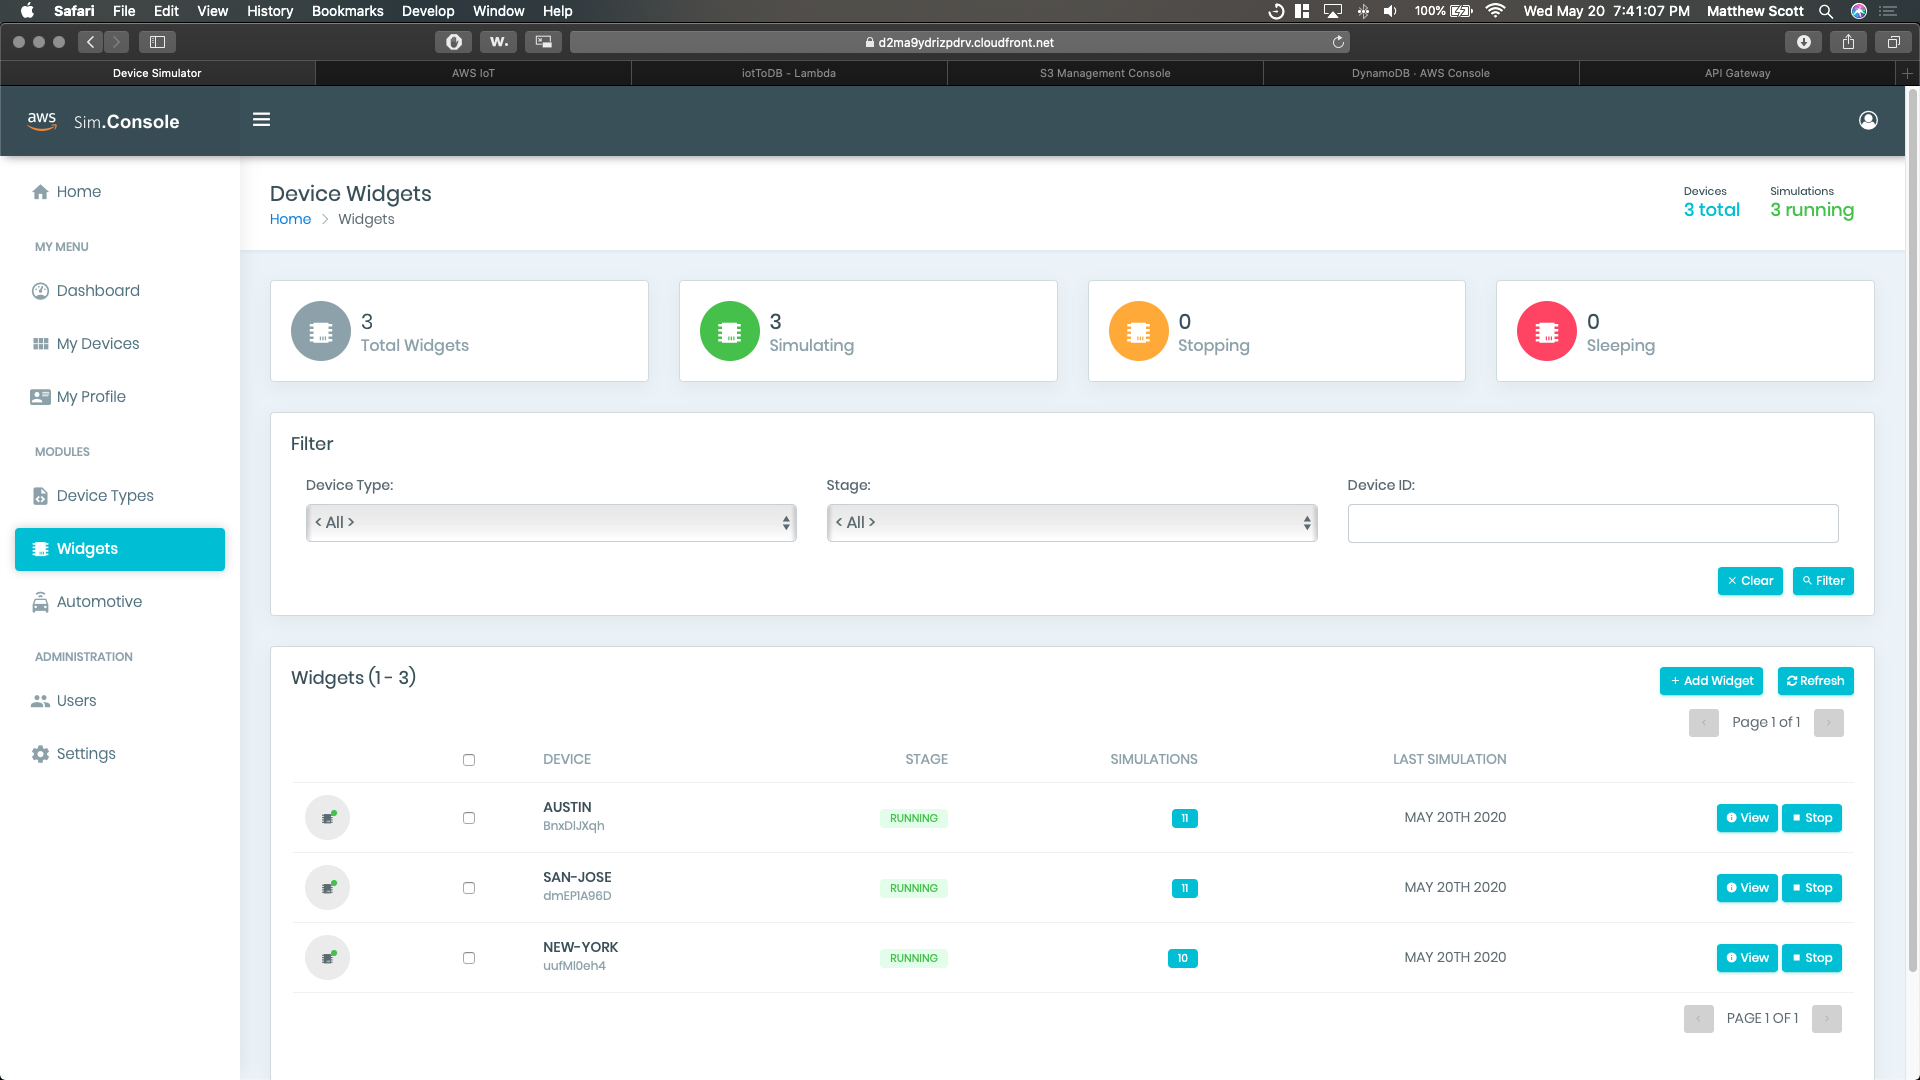 Safari File Edit View History Bookmarks Develop Window Help 100% Wed May 20 7:41:07 PM Matthew Scott
W. d2ma9ydrizpdrv.cloudfront.net
Device Simulator AWS IoT iotToDB - Lambda S3 Management Console DynamoDB · AWS Console API Gateway
aws Sim.Console
Home
MY MENU
Dashboard
My Devices
My Profile
MODULES
Device Types
Widgets
Automotive
ADMINISTRATION
Users
Settings
Device Widgets
Home > Widgets
Devices
3 total
Simulations
3 running
3
Total Widgets
3
Simulating
0
Stopping
0
Sleeping
Filter
Device Type: Stage: Device ID:
< All > < All >
× Clear Filter
Widgets (1 - 3)
+ Add Widget Refresh
‹ Page 1 of 1 ›
DEVICE STAGE SIMULATIONS LAST SIMULATION
AUSTIN RUNNING 11 MAY 20TH 2020 View Stop
BnxDlJXqh
SAN-JOSE RUNNING 11 MAY 20TH 2020 View Stop
dmEP1A96D
NEW-YORK RUNNING 10 MAY 20TH 2020 View Stop
uufMl0eh4
‹ PAGE 1 OF 1 ›